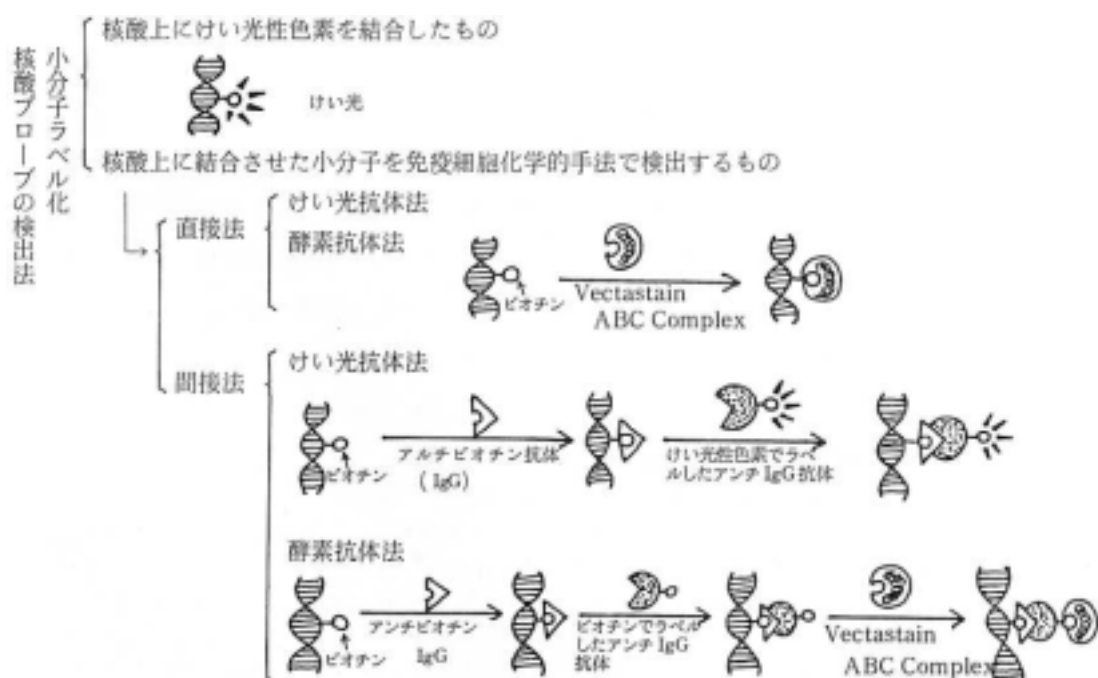 小分子ラベル化
核酸プローブの検出法
核酸上にけい光性色素を結合したもの
けい光
核酸上に結合させた小分子を免疫細胞化学的手法で検出するもの
直接法
けい光抗体法
酵素抗体法
ビオチン
Vectastain
ABC Complex
間接法
けい光抗体法
ビオチン
アルチビオチン抗体
( IgG)
けい光性色素でラベ
ルしたアンチ IgG 抗体
酵素抗体法
ビオチン
アンチビオチン
IgG
ビオチンでラベル
したアンチ IgG
抗体
Vectastain
ABC Complex